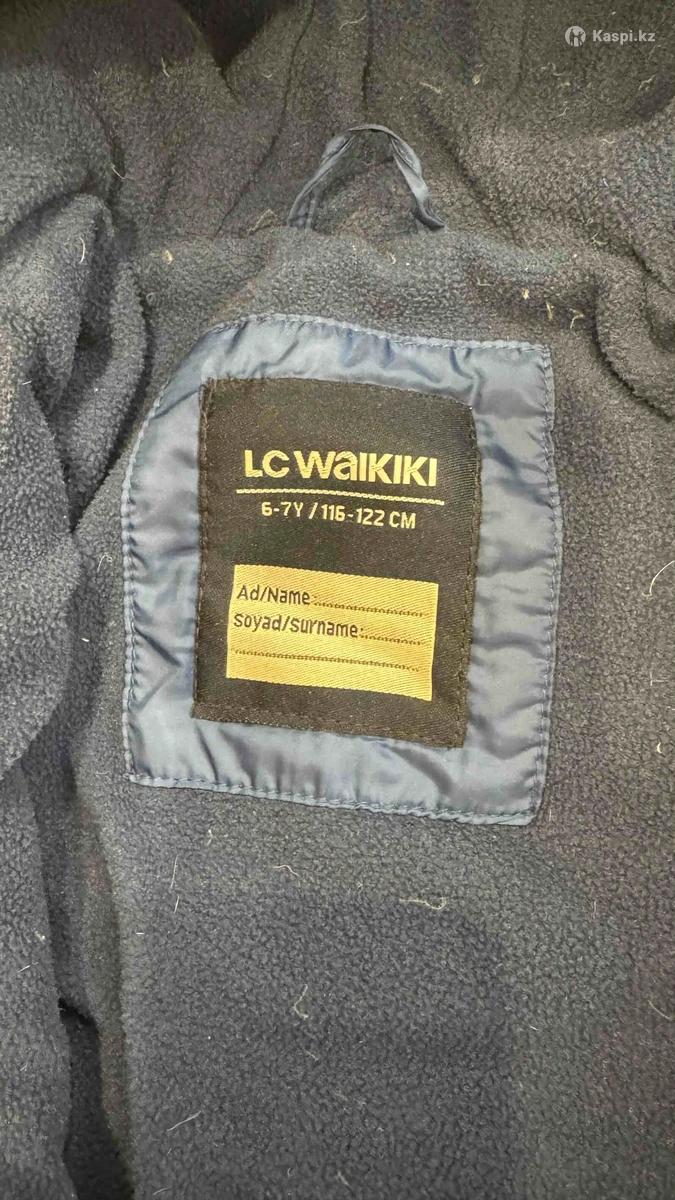 Kaspi.kz
LC WAIKIKI
6-7Y / 116-122 CM
Ad/Name:
Soyad/Surname: